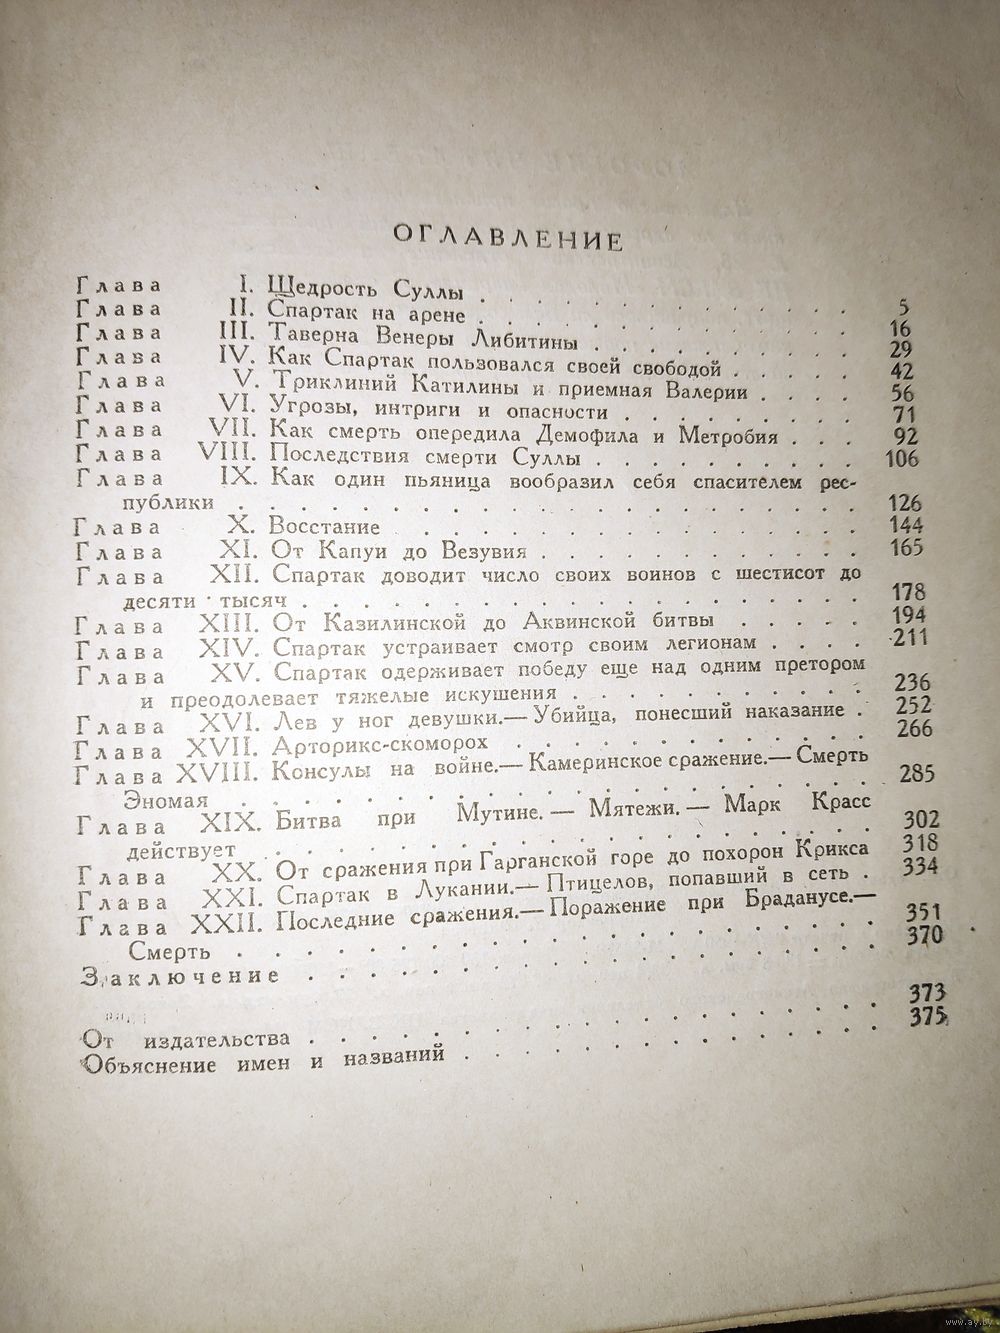 ОГЛАВЛЕНИЕ
Глава I. Щедрость Суллы . . . . . . . . . . . . 5
Глава II. Спартак на арене . . . . . . . . . . . . 16
Глава III. Таверна Венеры Либитины . . . . . . . . . 29
Глава IV. Как Спартак пользовался своей свободой . . . . . 42
Глава V. Триклиний Катилины и приемная Валерии . . . . 56
Глава VI. Угрозы, интриги и опасности . . . . . . . . 71
Глава VII. Как смерть опередила Демофила и Метробия . . . 92
Глава VIII. Последствия смерти Суллы . . . . . . . . . 106
Глава IX. Как один пьяница вообразил себя спасителем рес-
публики . . . . . . . . . . . . . . . . . 126
Глава X. Восстание . . . . . . . . . . . . . . 144
Глава XI. От Капуи до Везувия . . . . . . . . . . . 165
Глава XII. Спартак доводит число своих воинов с шестисот до
десяти тысяч . . . . . . . . . . . . . . . 178
Глава XIII. От Казилинской до Аквинской битвы . . . . . 194
Глава XIV. Спартак устраивает смотр своим легионам . . . . 211
Глава XV. Спартак одерживает победу еще над одним претором
и преодолевает тяжелые искушения . . . . . . . . . . 236
Глава XVI. Лев у ног девушки.— Убийца, понесший наказание . 252
Глава XVII. Арторикс-скоморох . . . . . . . . . . . . 266
Глава XVIII. Консулы на войне.— Камеринское сражение.— Смерть
Эномая . . . . . . . . . . . . . . . . . 285
Глава XIX. Битва при Мутине. — Мятежи. — Марк Красс
действует . . . . . . . . . . . . . . . . 302
Глава XX. От сражения при Гарганской горе до похорон Крикса 318
Глава XXI. Спартак в Лукании.— Птицелов, попавший в сеть . 334
Глава XXII. Последние сражения.— Поражение при Браданусе.—
Смерть . . . . . . . . . . . . . . . . . 351
Заключение . . . . . . . . . . . . . . . 370
От издательства . . . . . . . . . . . . . . . 373
Объяснение имен и названий . . . . . . . . . . . . 375
www.ay.by